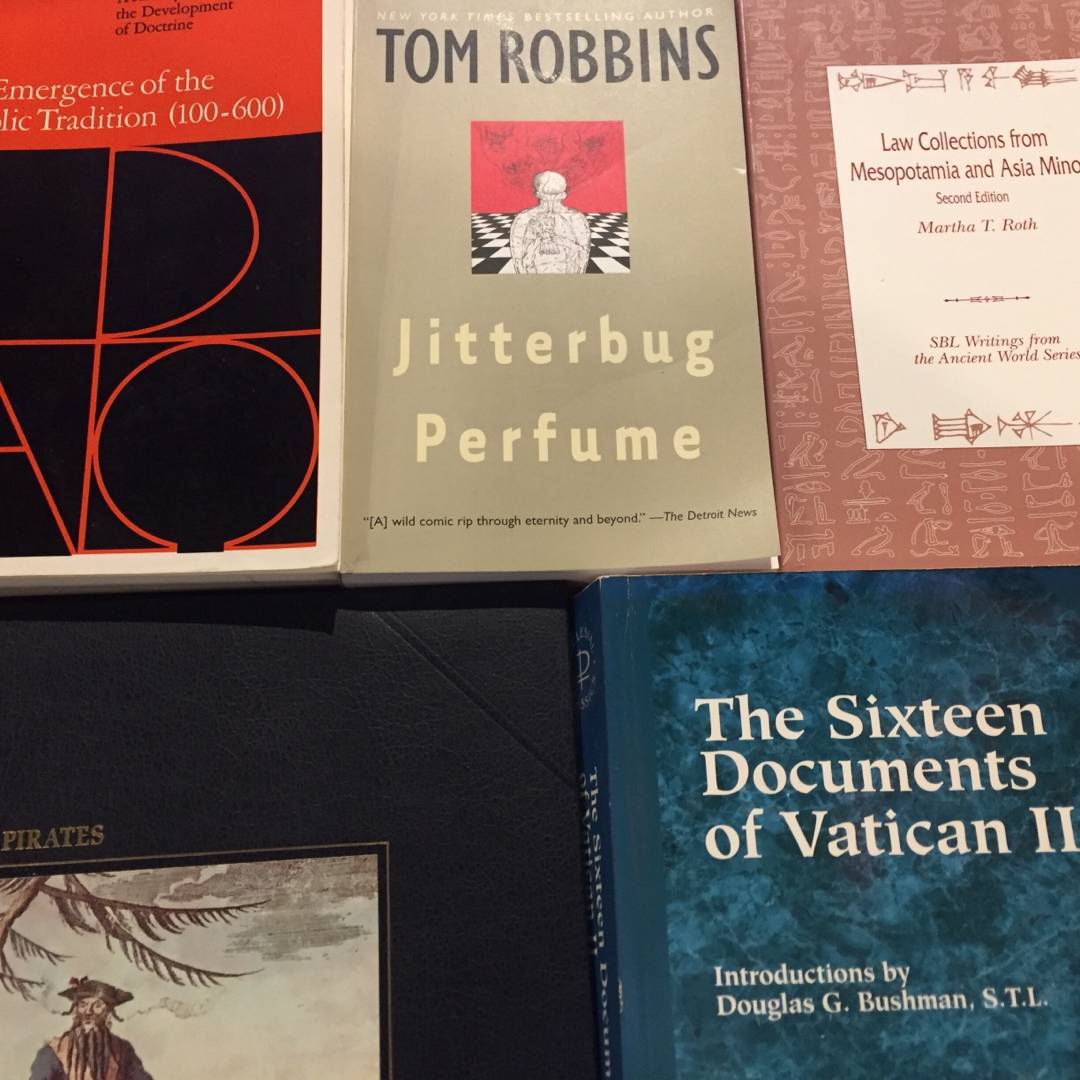 the Development
of Doctrine
Emergence of the
lic Tradition (100-600)
NEW YORK TIMES BESTSELLING AUTHOR
TOM ROBBINS
Jitterbug
Perfume
“[A] wild comic rip through eternity and beyond.” —The Detroit News
Law Collections from
Mesopotamia and Asia Mino
Second Edition
Martha T. Roth
SBL Writings from
the Ancient World Series
PIRATES
The Sixteen
Documents
of Vatican II
Introductions by
Douglas G. Bushman, S.T.L.
The Sixteen Docum
of Vatican II